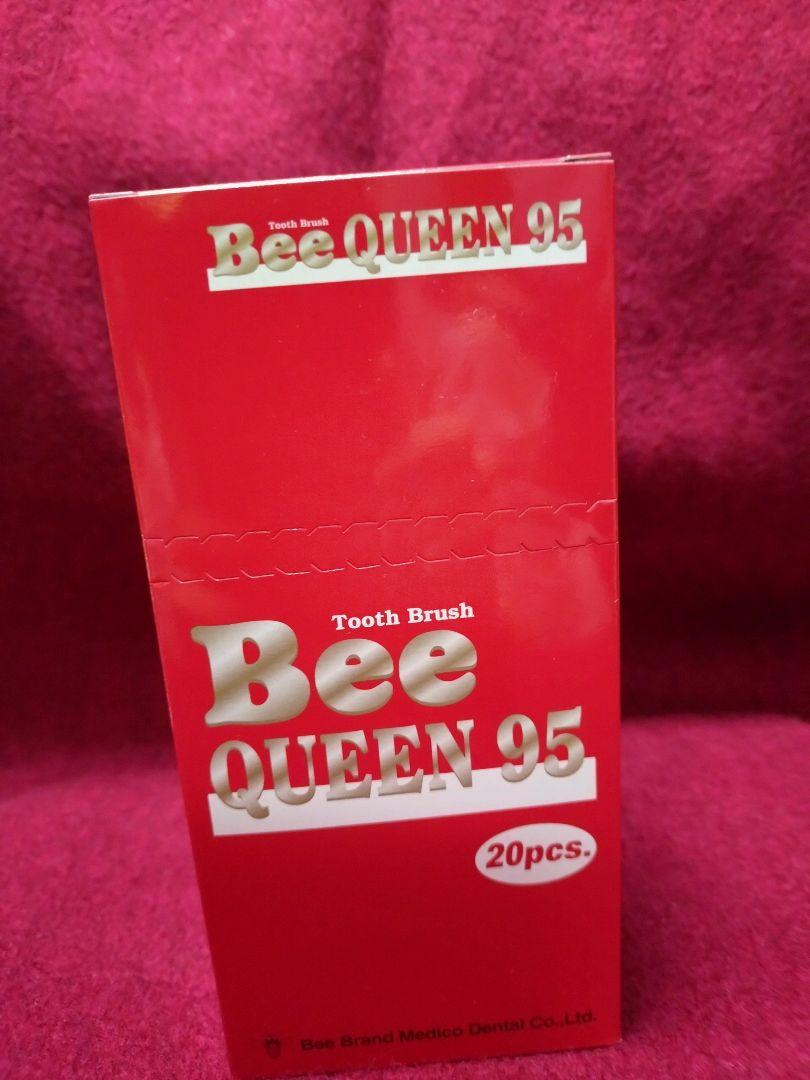 Tooth Brush
Bee QUEEN 95
Tooth Brush
Bee
QUEEN 95
20pcs.
Bee Brand Medico Dental Co.,Ltd.